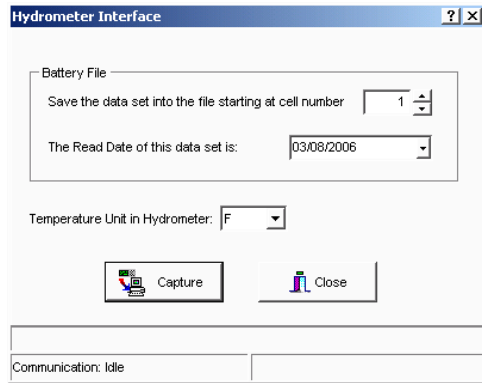 Hydrometer Interface
Battery File
Save the data set into the file starting at cell number 1
The Read Date of this data set is: 03/08/2006
Temperature Unit in Hydrometer: F
Capture Close
Communication: Idle